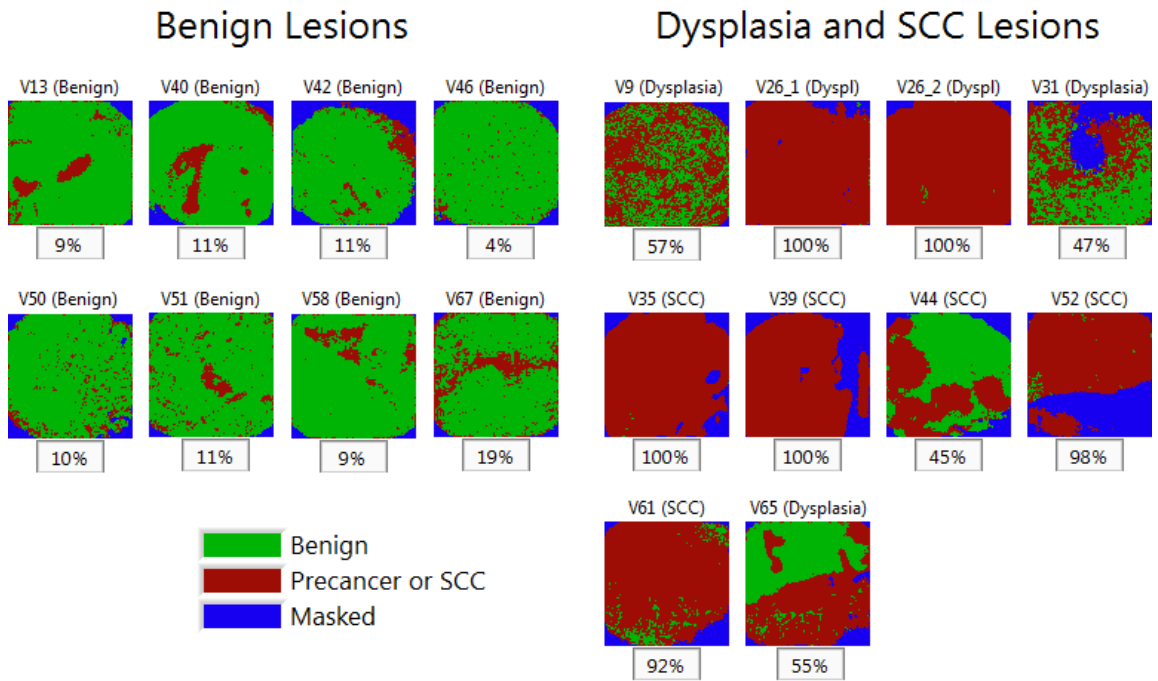 Benign Lesions
Dysplasia and SCC Lesions
V13 (Benign) V40 (Benign) V42 (Benign) V46 (Benign)
9% 11% 11% 4%
V9 (Dysplasia) V26_1 (Dyspl) V26_2 (Dyspl) V31 (Dysplasia)
57% 100% 100% 47%
V50 (Benign) V51 (Benign) V58 (Benign) V67 (Benign)
10% 11% 9% 19%
V35 (SCC) V39 (SCC) V44 (SCC) V52 (SCC)
100% 100% 45% 98%
V61 (SCC) V65 (Dysplasia)
92% 55%
Benign
Precancer or SCC
Masked